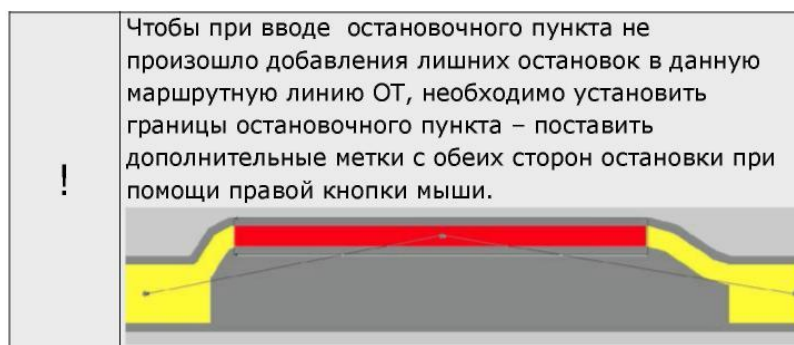 Чтобы при вводе остановочного пункта не
произошло добавления лишних остановок в данную
маршрутную линию ОТ, необходимо установить
границы остановочного пункта – поставить
дополнительные метки с обеих сторон остановки при
помощи правой кнопки мыши.
!